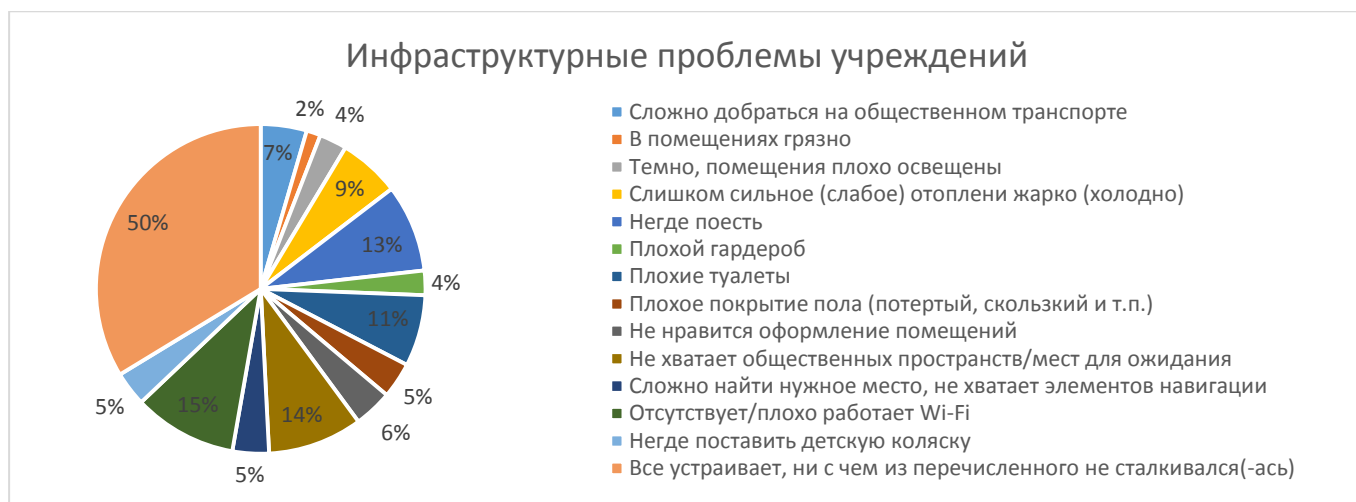 Инфраструктурные проблемы учреждений
2%
4%
7%
9%
50%
13%
4%
11%
5%
6%
14%
5%
15%
5%
Сложно добраться на общественном транспорте
В помещениях грязно
Темно, помещения плохо освещены
Слишком сильное (слабое) отоплени жарко (холодно)
Негде поесть
Плохой гардероб
Плохие туалеты
Плохое покрытие пола (потертый, скользкий и т.п.)
Не нравится оформление помещений
Не хватает общественных пространств/мест для ожидания
Сложно найти нужное место, не хватает элементов навигации
Отсутствует/плохо работает Wi-Fi
Негде поставить детскую коляску
Все устраивает, ни с чем из перечисленного не сталкивался(-ась)